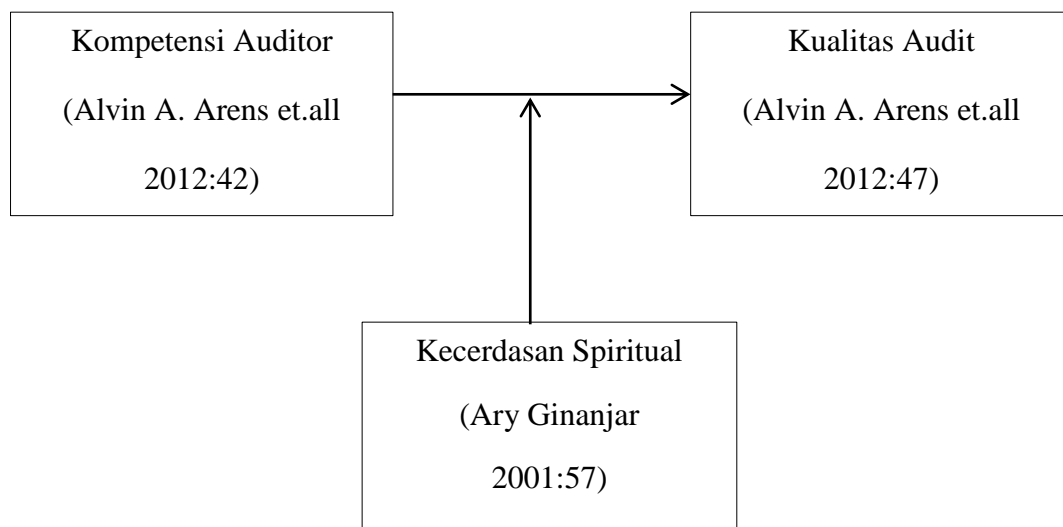 Kompetensi Auditor
(Alvin A. Arens et.all
2012:42)
Kualitas Audit
(Alvin A. Arens et.all
2012:47)
Kecerdasan Spiritual
(Ary Ginanjar
2001:57)